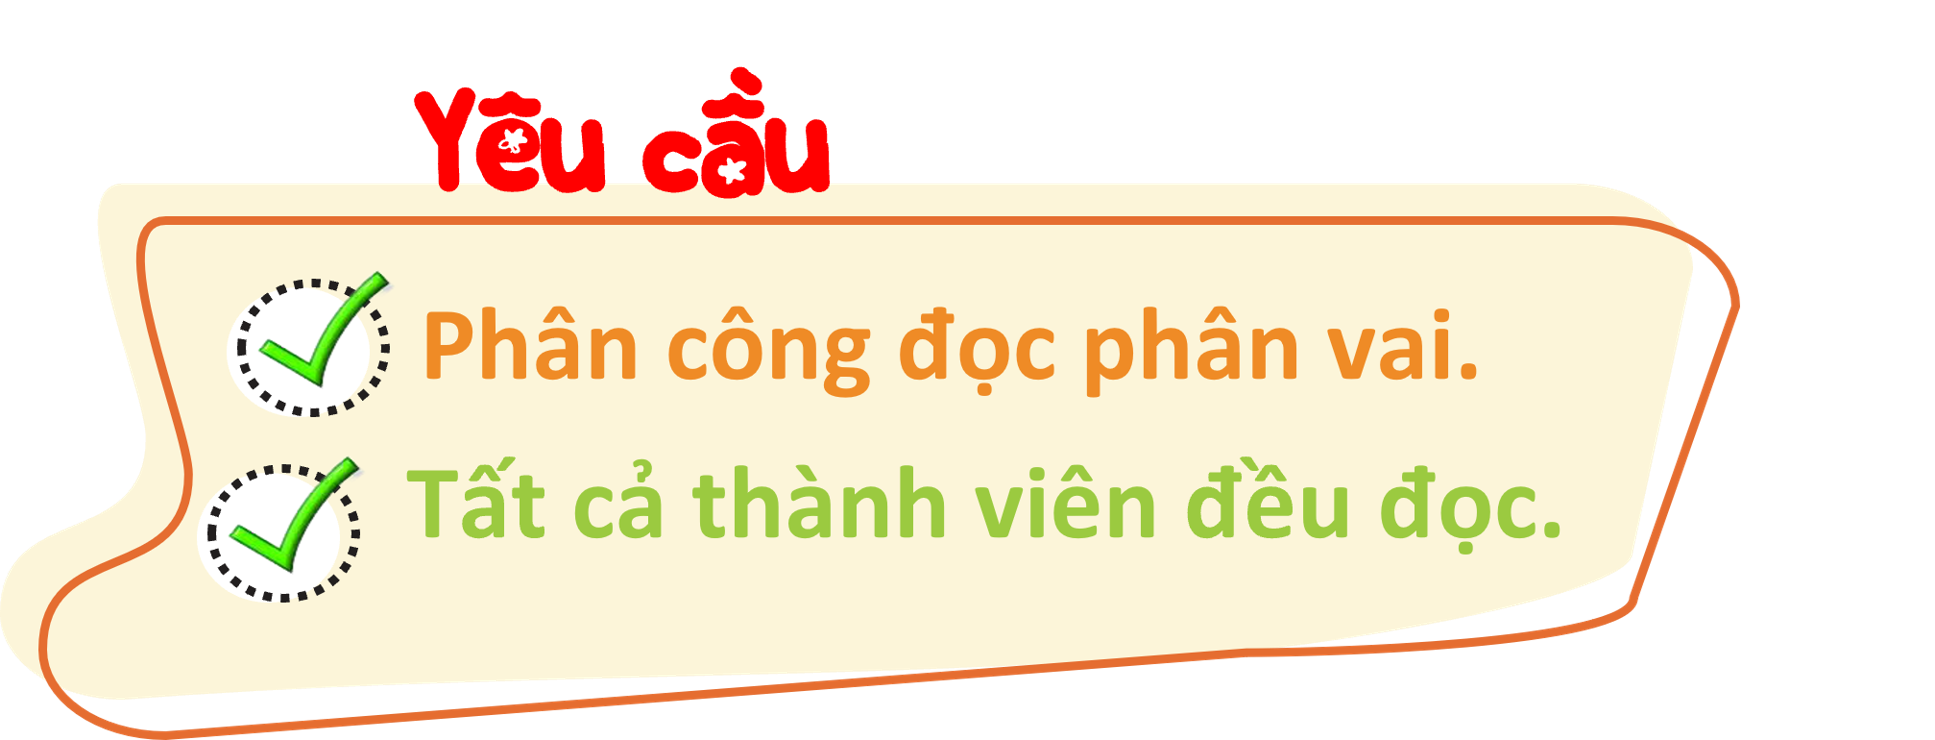 Yêu cầu
Phân công đọc phân vai.
Tất cả thành viên đều đọc.